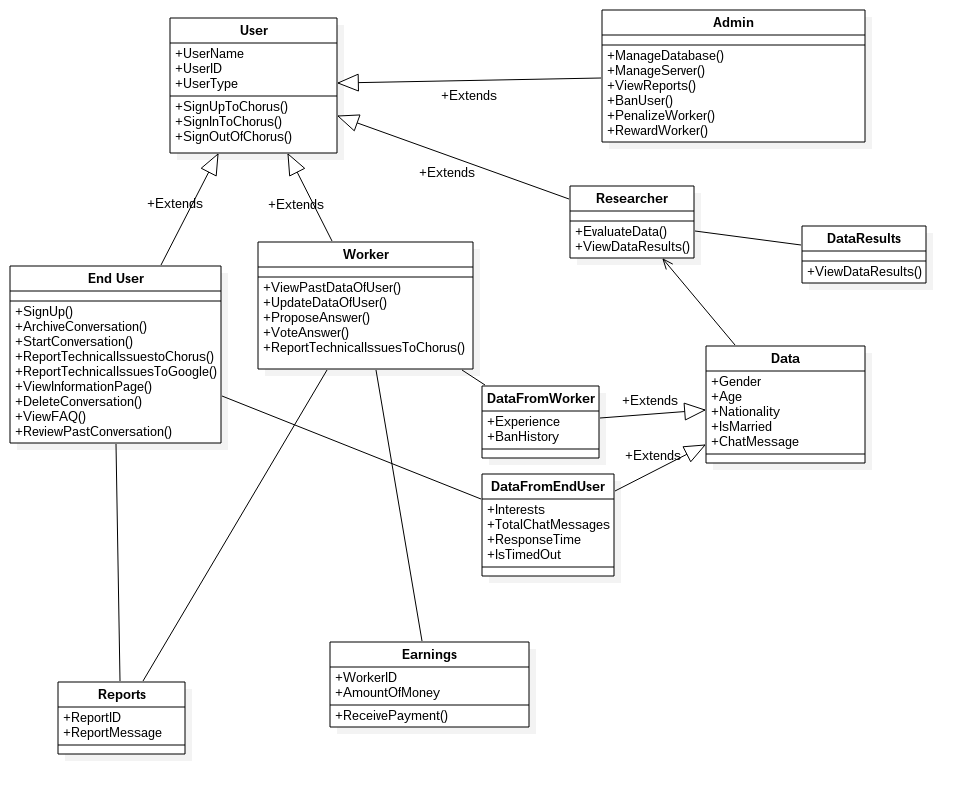 User
+UserName
+UserID
+UserType
+SignUpToChorus()
+SignInToChorus()
+SignOutOfChorus()
Admin
+ManageDatabase()
+ManageServer()
+ViewReports()
+BanUser()
+PenalizeWorker()
+RewardWorker()
+Extends
+Extends
+Extends
+Extends
Researcher
+EvaluateData()
+ViewDataResults()
DataResults
+ViewDataResults()
Worker
+ViewPastDataOfUser()
+UpdateDataOfUser()
+ProposeAnswer()
+VoteAnswer()
+ReportTechnicalIssuesToChorus()
End User
+SignUp()
+ArchiveConversation()
+StartConversation()
+ReportTechnicalIssuestoChorus()
+ReportTechnicalIssuesToGoogle()
+ViewInformationPage()
+DeleteConversation()
+ViewFAQ()
+ReviewPastConversation()
Data
+Gender
+Age
+Nationality
+IsMarried
+ChatMessage
DataFromWorker
+Experience
+BanHistory
+Extends
+Extends
DataFromEndUser
+Interests
+TotalChatMessages
+ResponseTime
+IsTimedOut
Earnings
+WorkerID
+AmountOfMoney
+ReceivePayment()
Reports
+ReportID
+ReportMessage